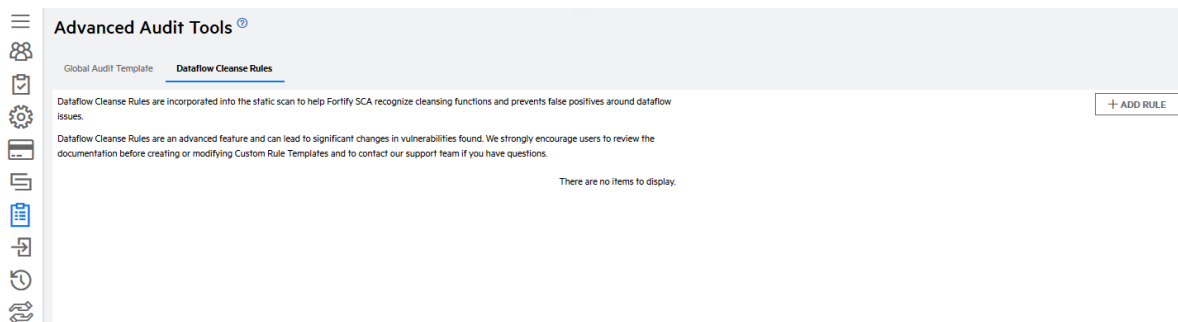 Advanced Audit Tools ?
Global Audit Template
Dataflow Cleanse Rules
Dataflow Cleanse Rules are incorporated into the static scan to help Fortify SCA recognize cleansing functions and prevents false positives around dataflow
issues.
+ ADD RULE
Dataflow Cleanse Rules are an advanced feature and can lead to significant changes in vulnerabilities found. We strongly encourage users to review the
documentation before creating or modifying Custom Rule Templates and to contact our support team if you have questions.
There are no items to display.